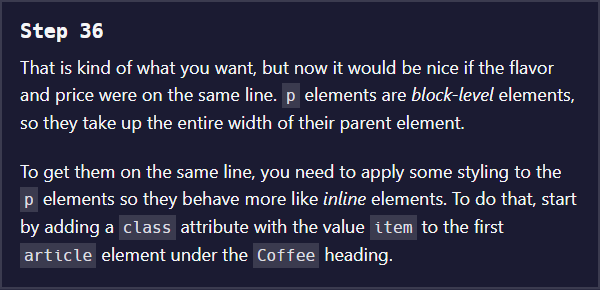 Step 36
That is kind of what you want, but now it would be nice if the flavor
and price were on the same line. p elements are block-level elements,
so they take up the entire width of their parent element.
To get them on the same line, you need to apply some styling to the
p elements so they behave more like inline elements. To do that, start
by adding a class attribute with the value item to the first
article element under the Coffee heading.